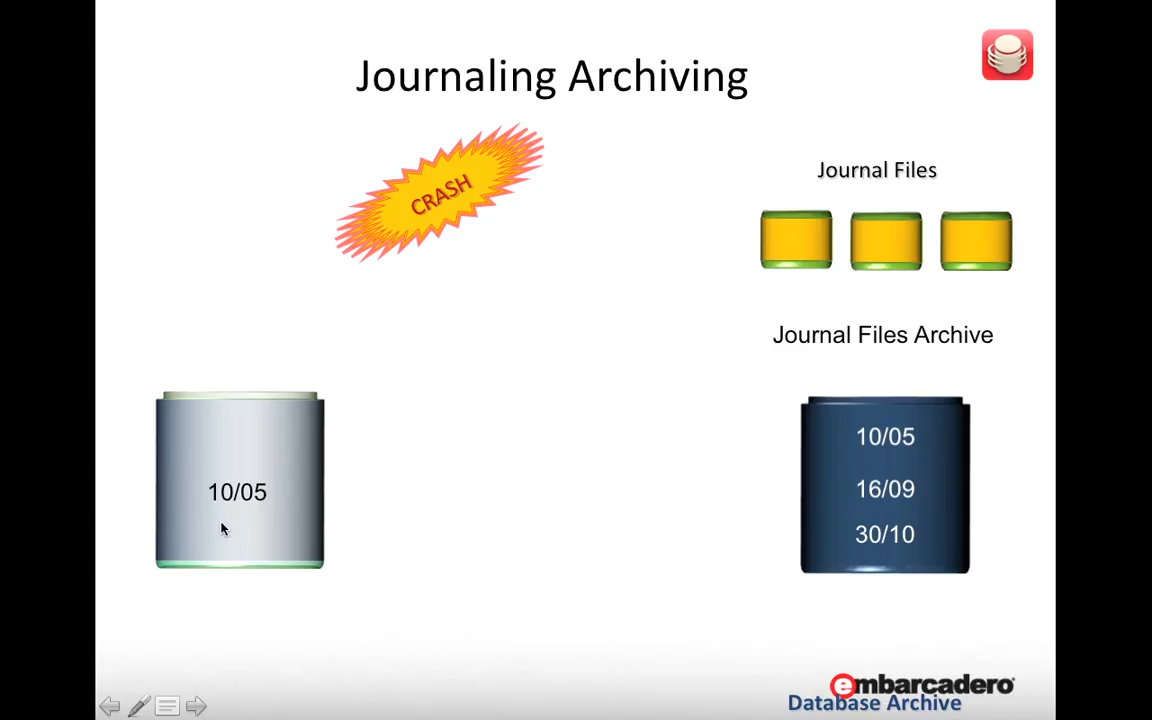 Journaling Archiving
CRASH
Journal Files
Journal Files Archive
10/05
10/05
16/09
30/10
embarcadero
Database Archive